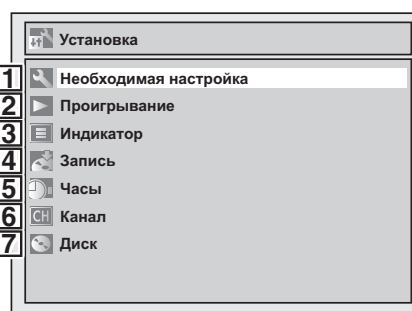 Установка
1 Необходимая настройка
2 Проигрывание
3 Индикатор
4 Запись
5 Часы
6 CH Канал
7 Диск